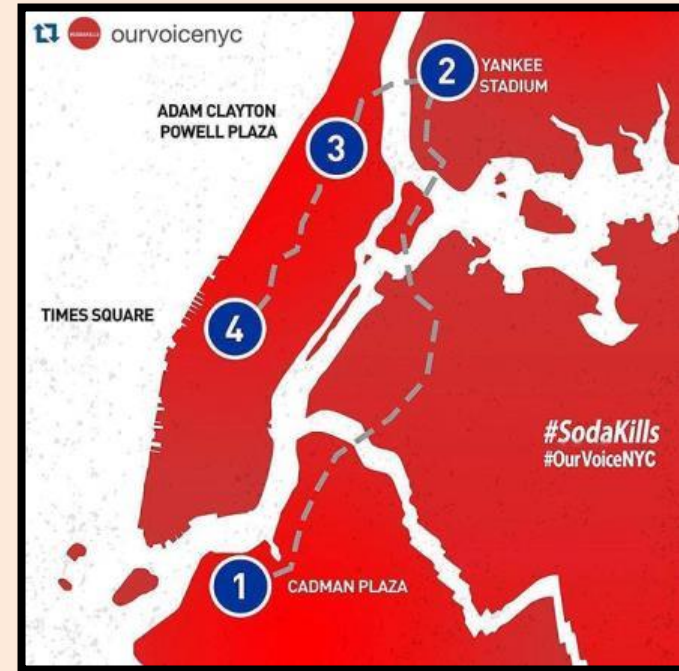 ourvoicenyc
2 YANKEE
STADIUM
ADAM CLAYTON
POWELL PLAZA
3
TIMES SQUARE
4
#SodaKills
#OurVoiceNYC
1 CADMAN PLAZA